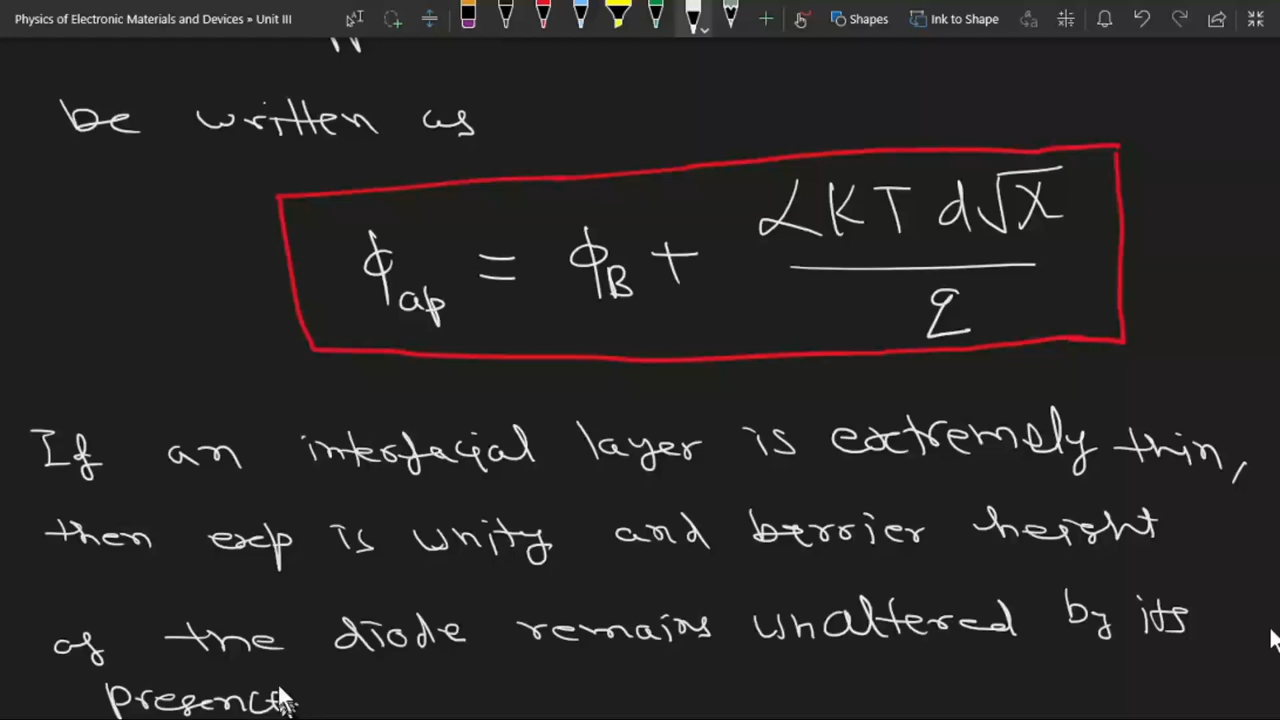 Physics of Electronic Materials and Devices » Unit III
Shapes Ink to Shape
be written as
ϕap = ϕB + αKT d√χ / q
If an interfacial layer is extremely thin,
then exp is unity and barrier height
of the diode remains unaltered by its
presence